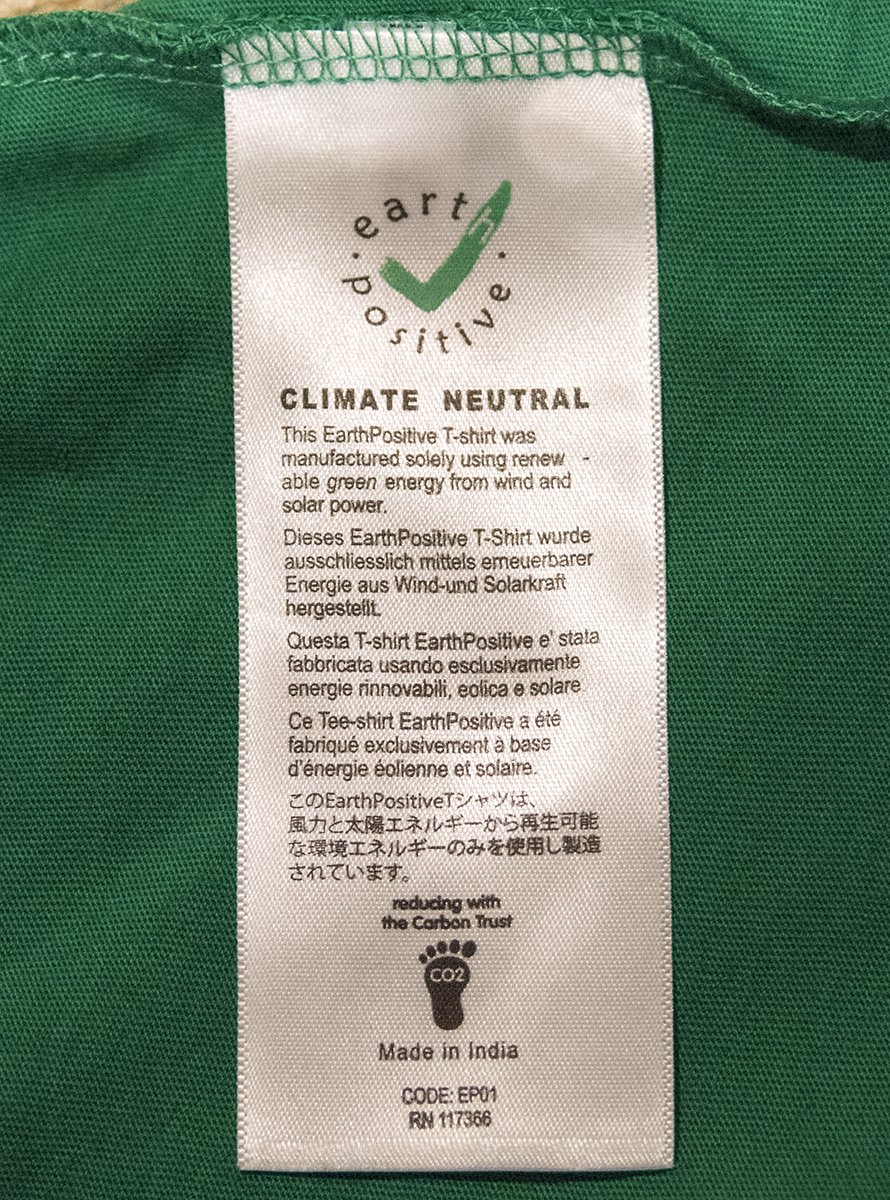 earth
positive
CLIMATE NEUTRAL
This EarthPositive T-shirt was
manufactured solely using renew -
able green energy from wind and
solar power.
Dieses EarthPositive T-Shirt wurde
ausschliesslich mittels erneuerbarer
Energie aus Wind-und Solarkraft
hergestellt.
Questa T-shirt EarthPositive e' stata
fabbricata usando esclusivamente
energie rinnovabili, eolica e solare
Ce Tee-shirt EarthPositive a été
fabriqué exclusivement à base
d'énergie éolienne et solaire.
このEarthPositiveTシャツは、
風力と太陽エネルギーから再生可能
な環境エネルギーのみを使用し製造
されています。
reducing with
the Carbon Trust
CO2
Made in India
CODE: EP01
RN 117366